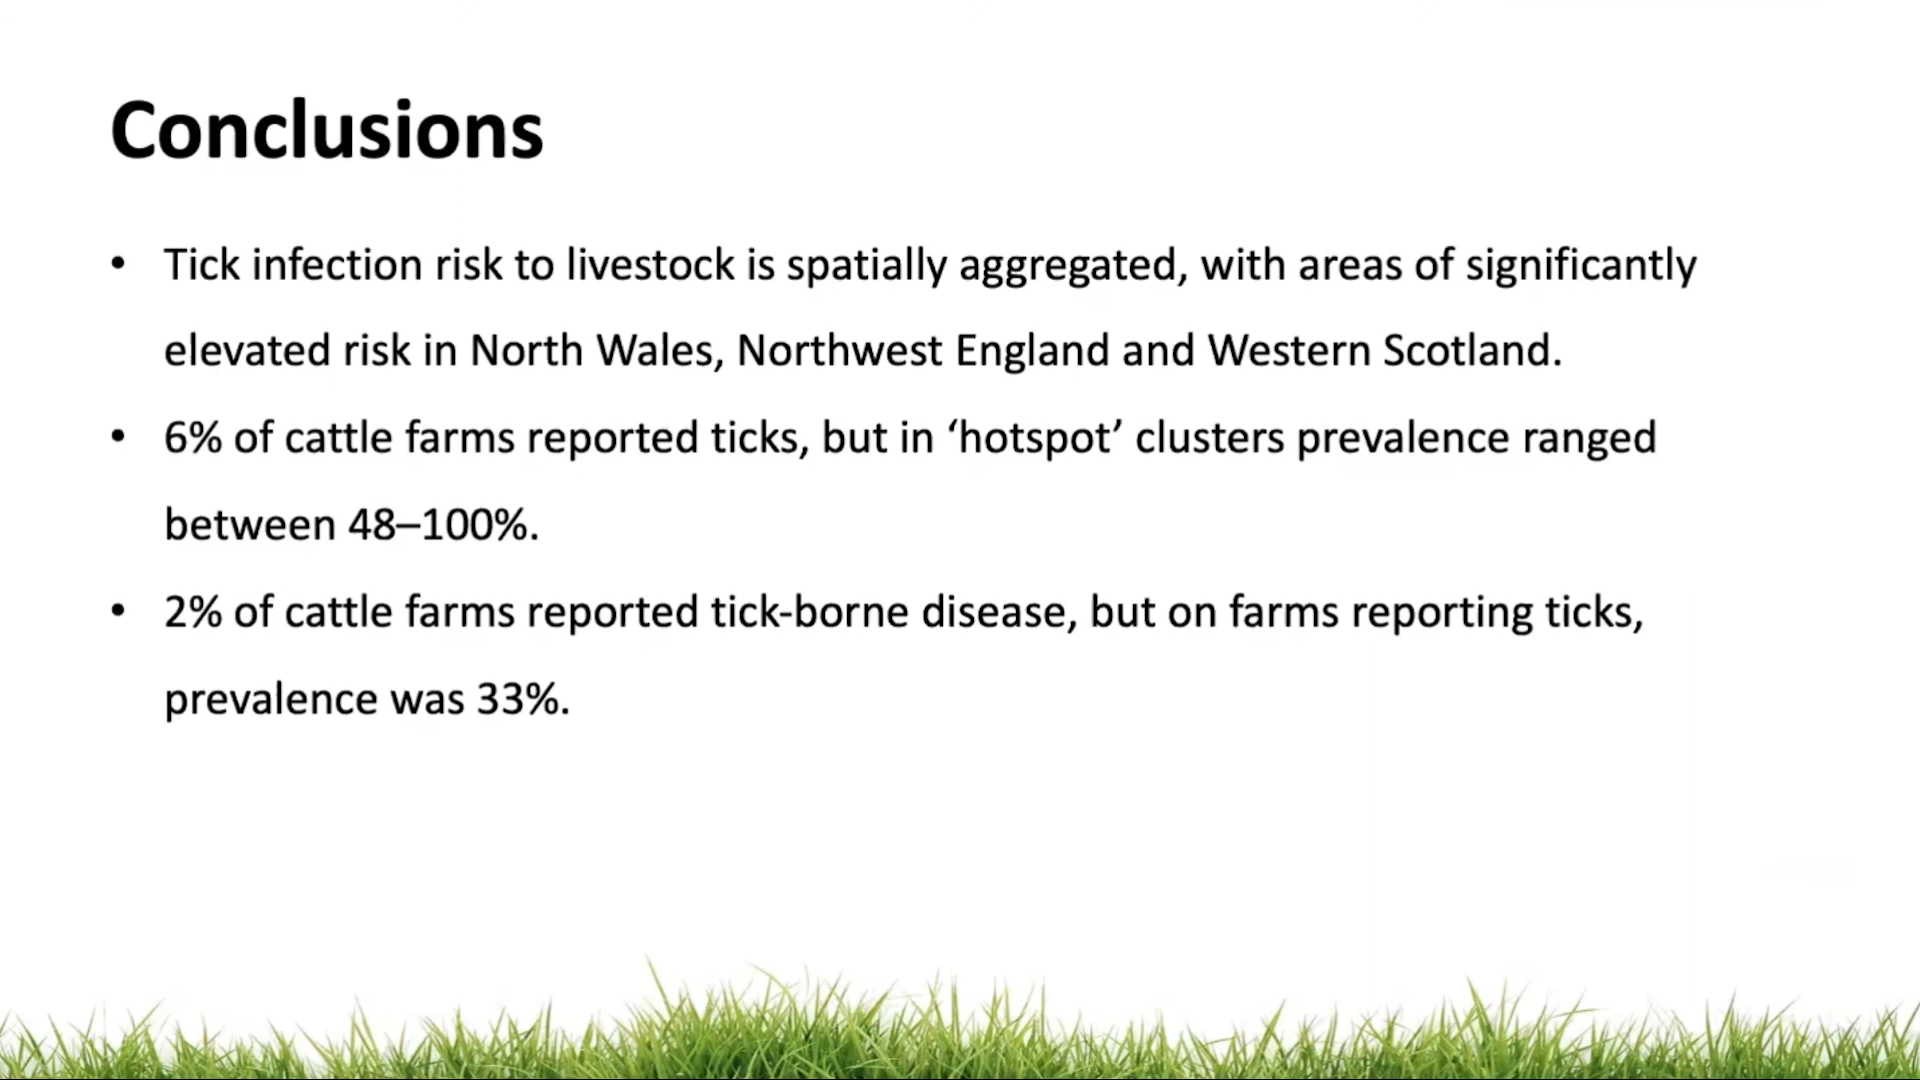 Conclusions
• Tick infection risk to livestock is spatially aggregated, with areas of significantly
elevated risk in North Wales, Northwest England and Western Scotland.
• 6% of cattle farms reported ticks, but in ‘hotspot’ clusters prevalence ranged
between 48–100%.
• 2% of cattle farms reported tick-borne disease, but on farms reporting ticks,
prevalence was 33%.